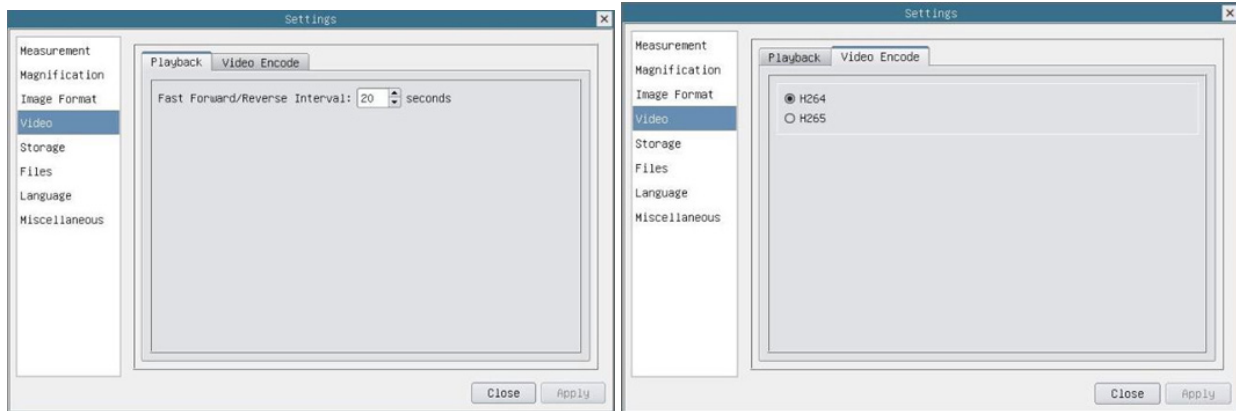 Settings
Measurement
Magnification
Image Format
Video
Storage
Files
Language
Miscellaneous
Playback Video Encode
Fast Forward/Reverse Interval: 20 seconds
Close Apply
Settings
Measurement
Magnification
Image Format
Video
Storage
Files
Language
Miscellaneous
Playback Video Encode
H264
H265
Close Apply